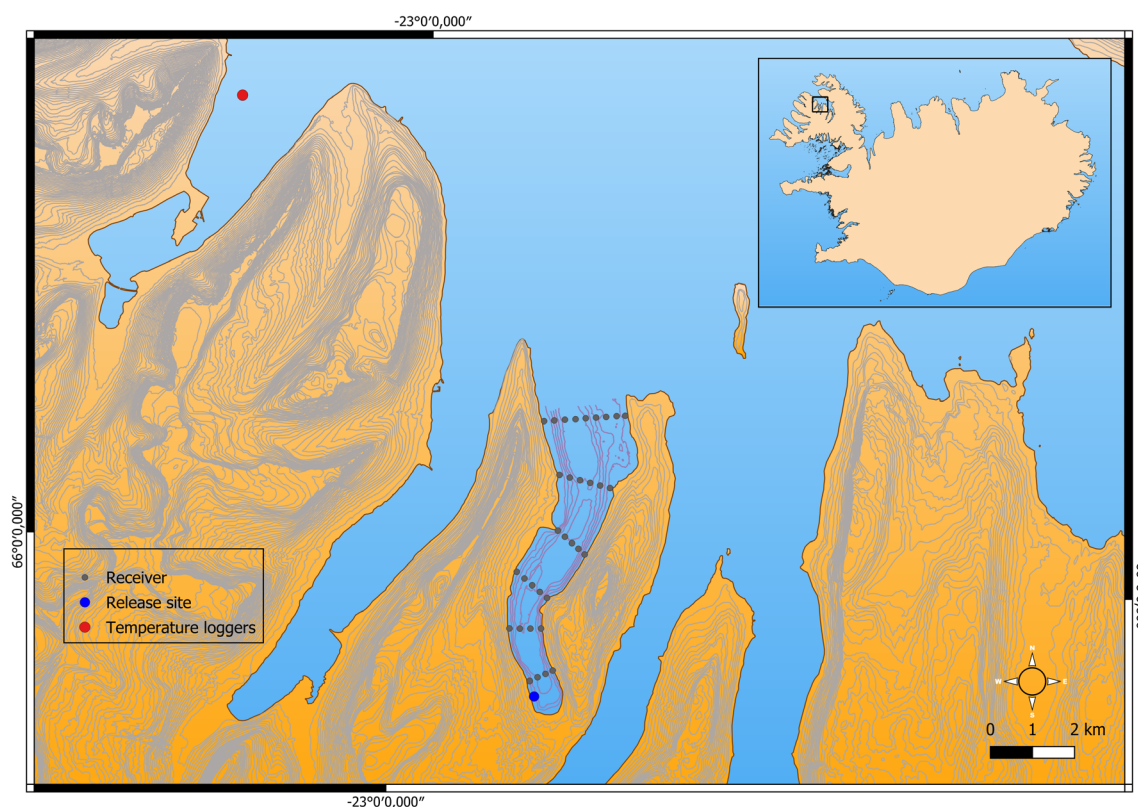 -23°0′0,000″
66°0′0,000″
Receiver
Release site
Temperature loggers
N
W
E
S
0 1 2 km
-23°0′0,000″